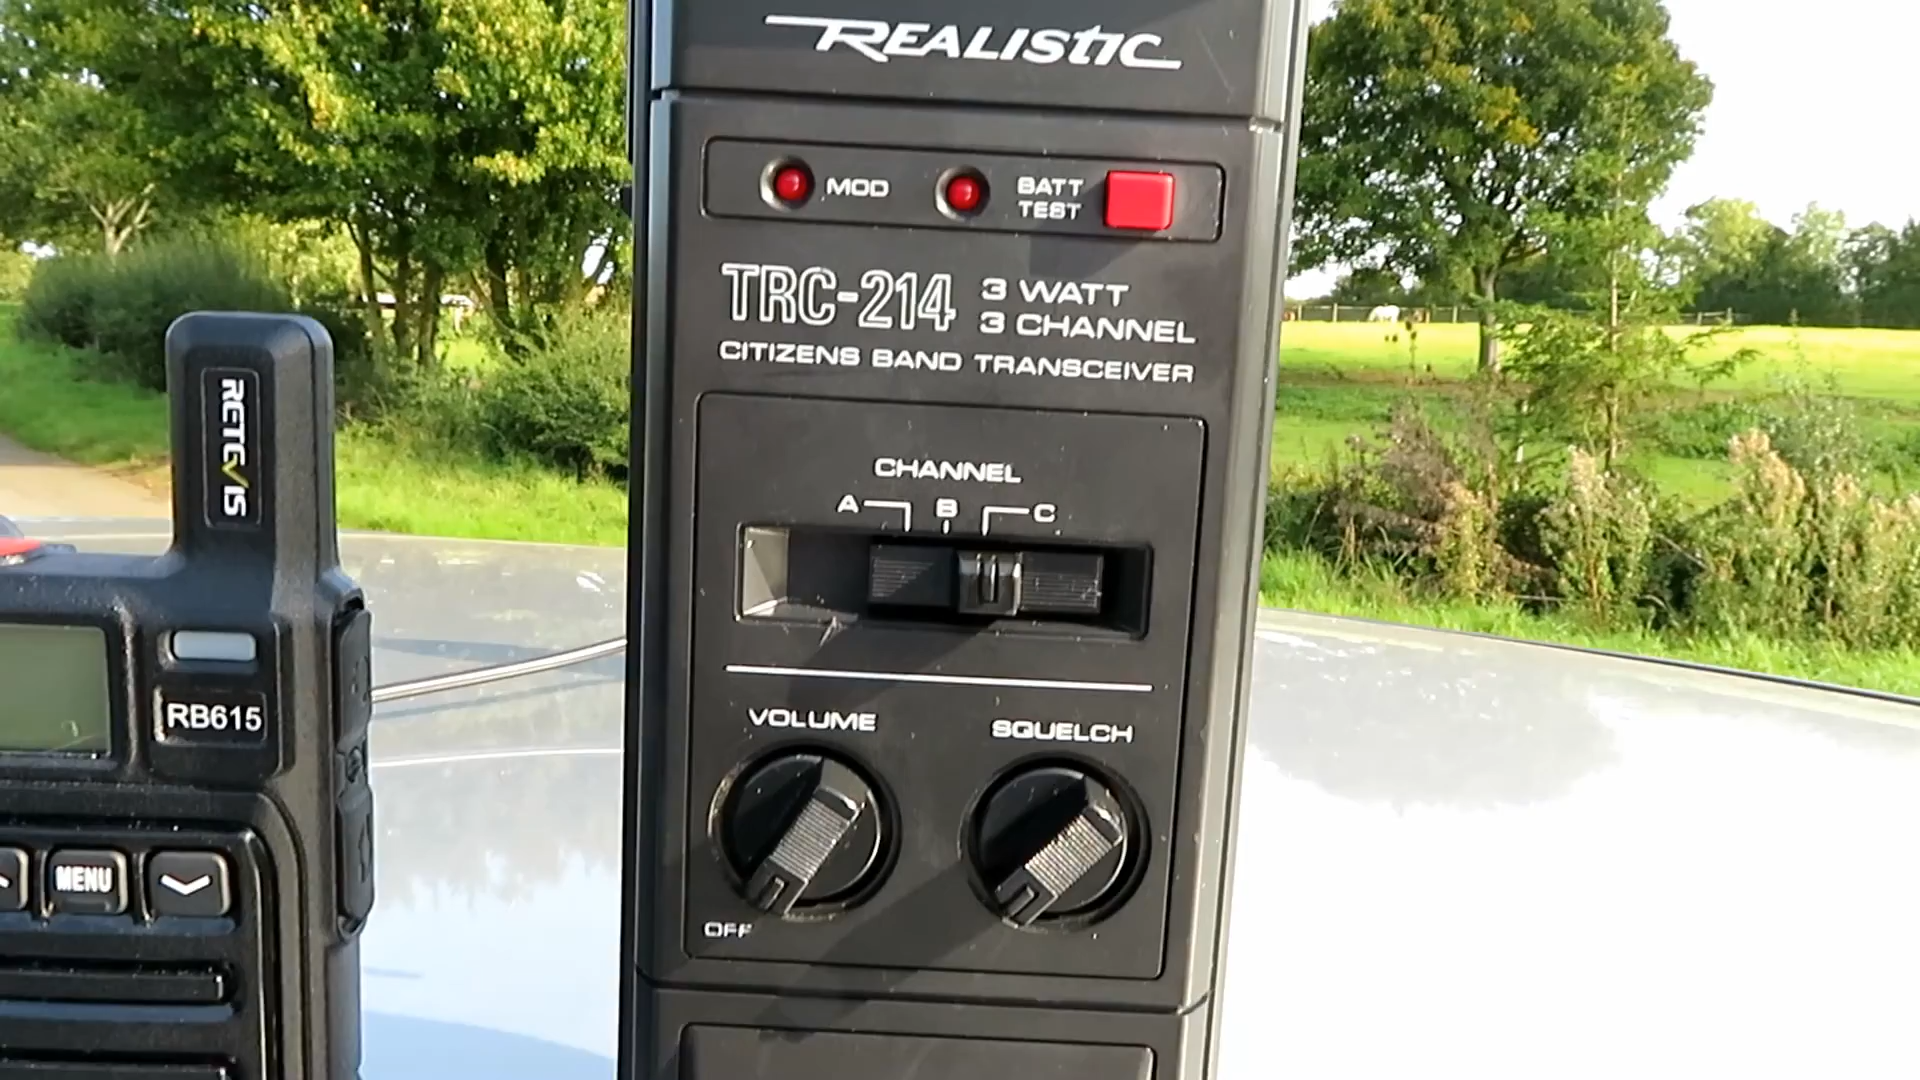 REALISTIC
MOD
BATT
TEST
TRC-214
3 WATT
3 CHANNEL
CITIZENS BAND TRANSCEIVER
CHANNEL
A B C
VOLUME
SQUELCH
OFF
RETEVIS
RB615
MENU